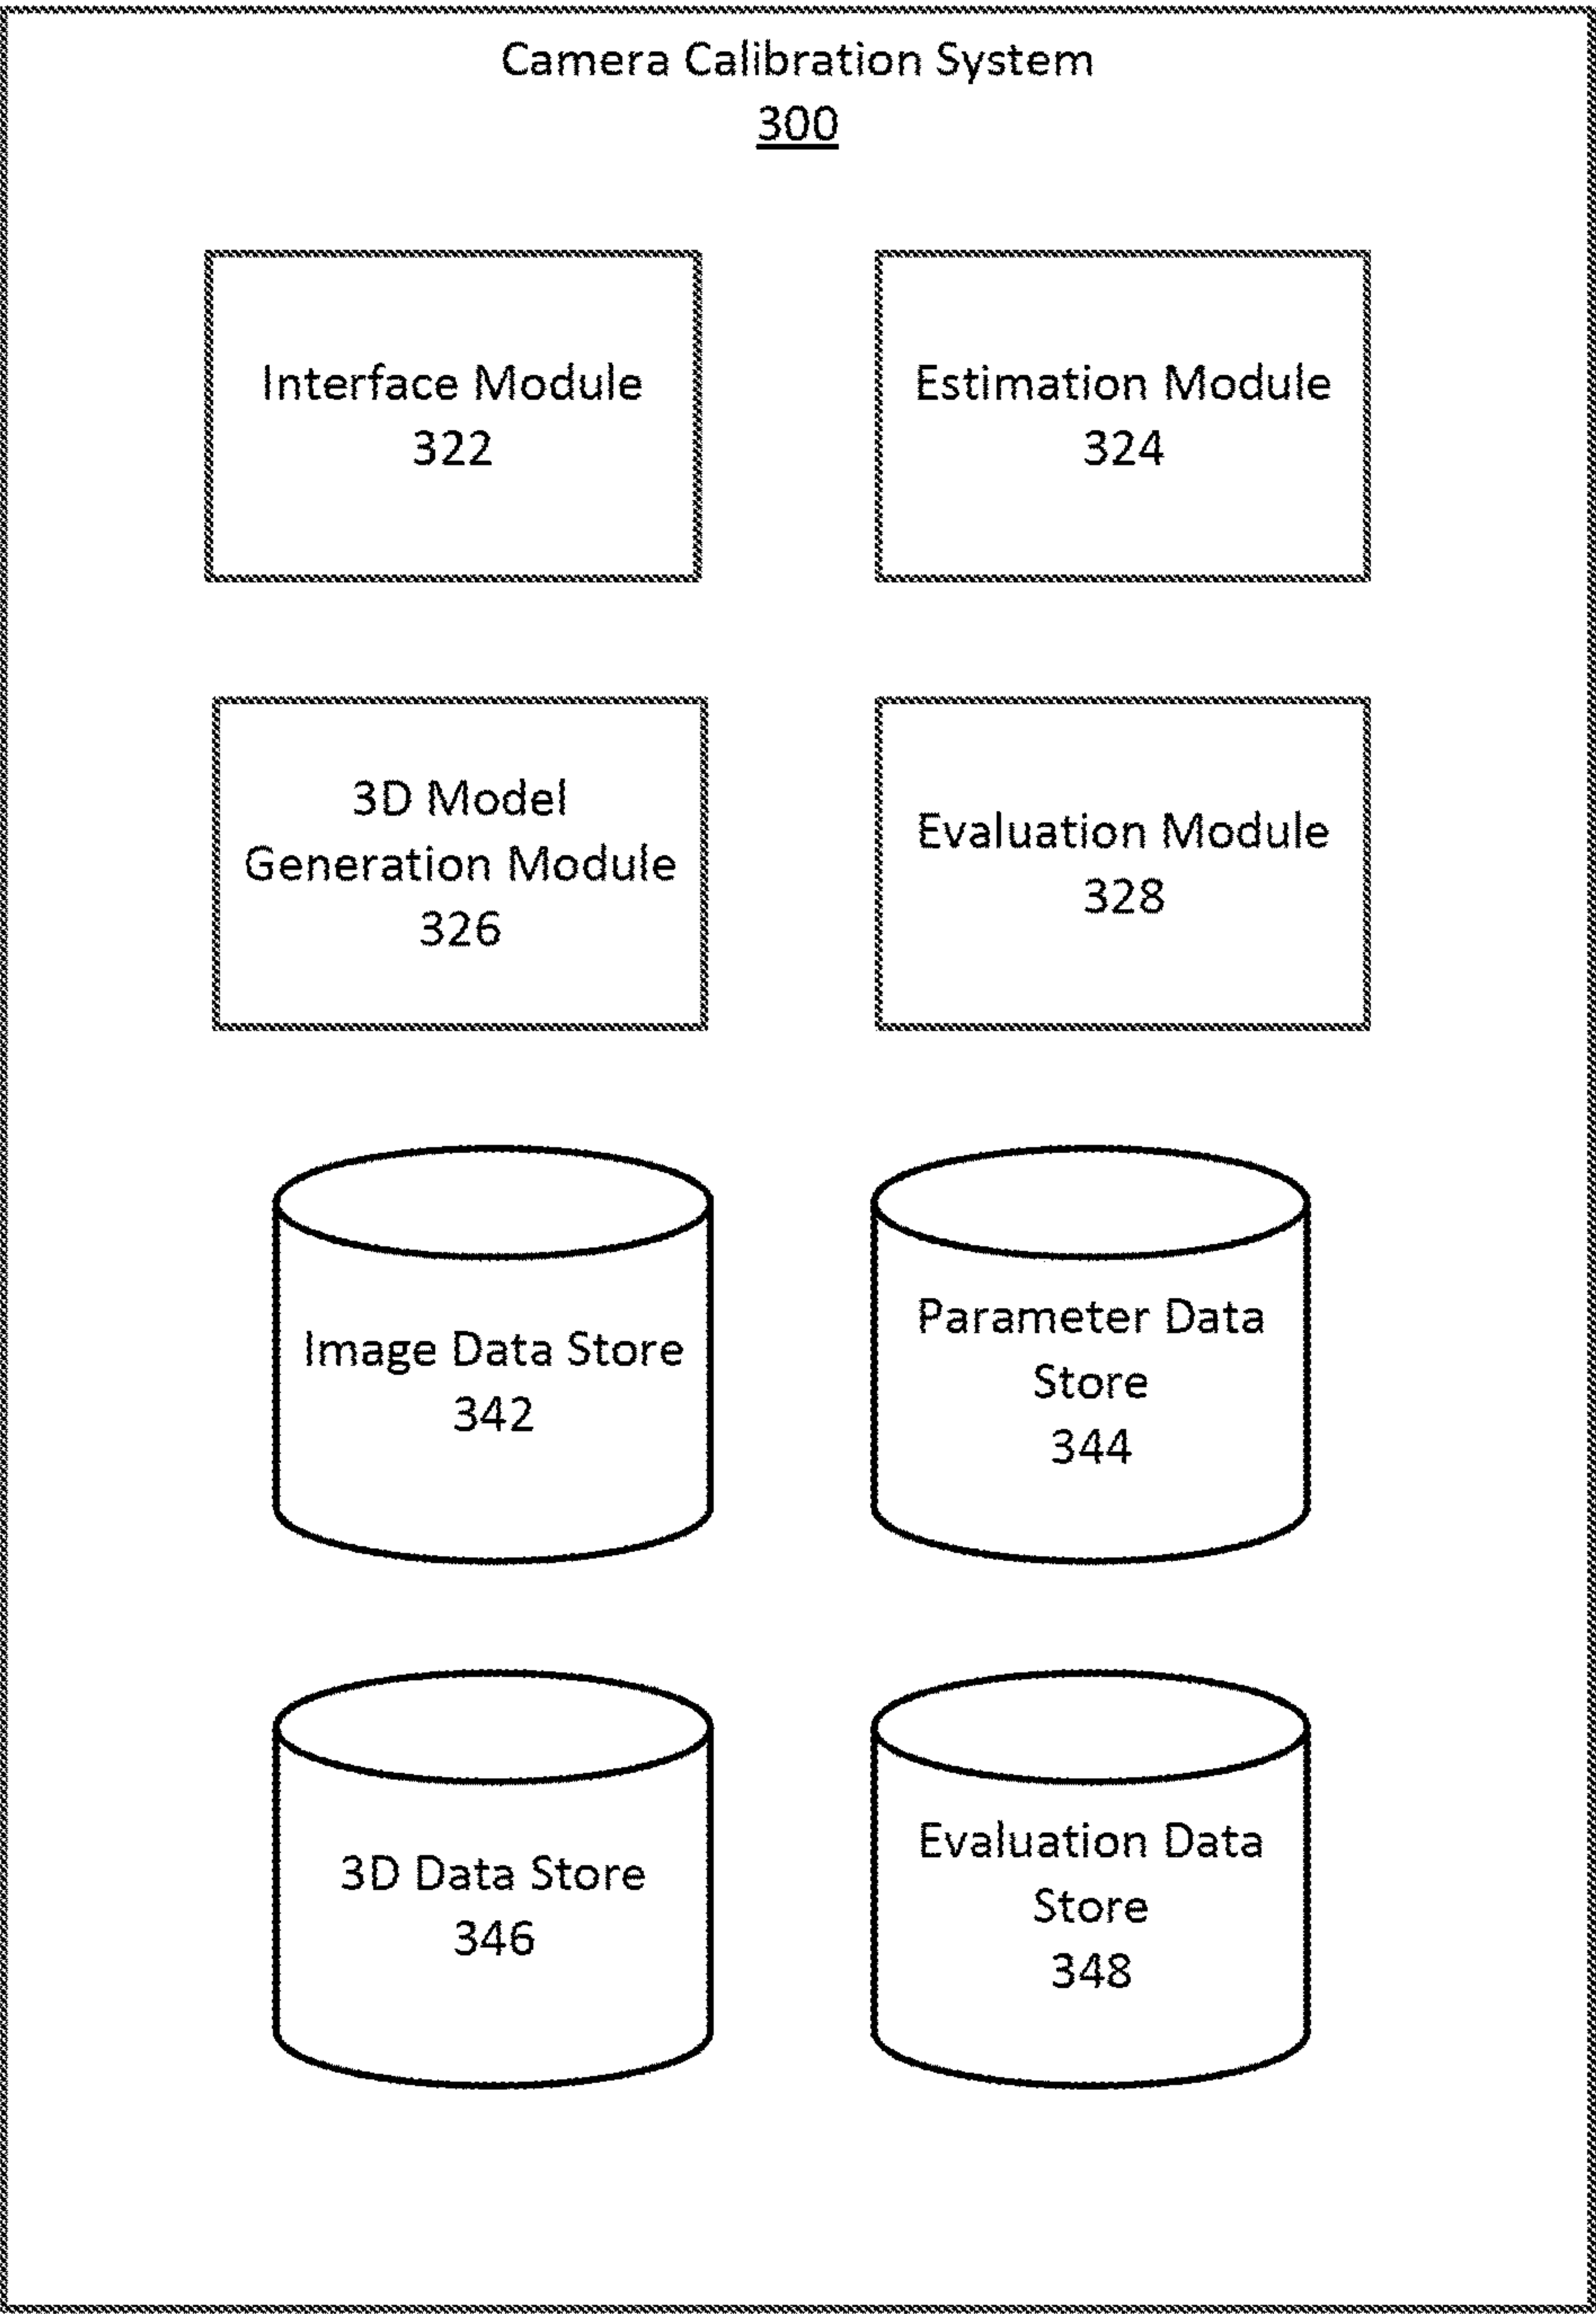 Camera Calibration System
300
Interface Module
322
Estimation Module
324
3D Model
Generation Module
326
Evaluation Module
328
Image Data Store
342
Parameter Data
Store
344
3D Data Store
346
Evaluation Data
Store
348